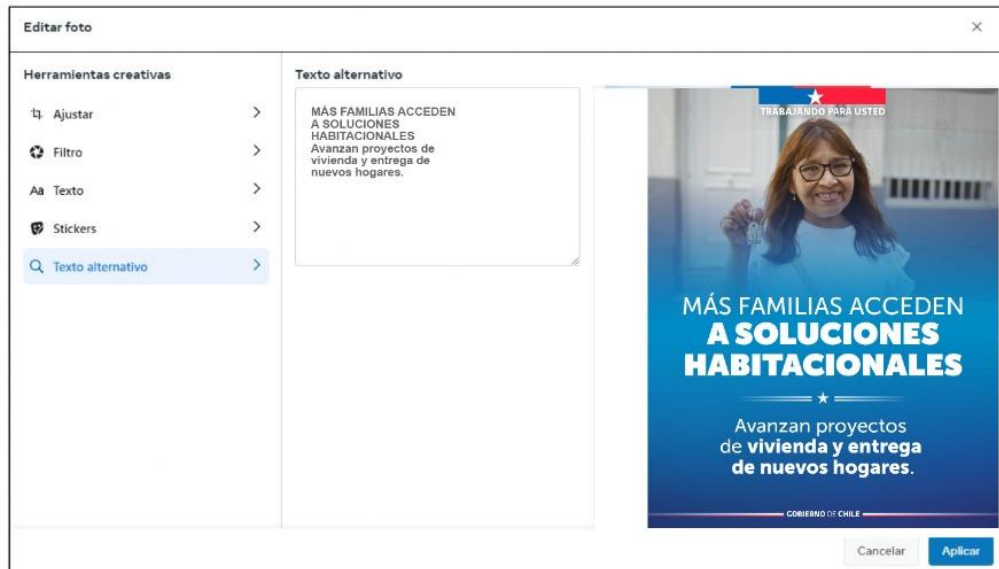 Editar foto
Herramientas creativas
Ajustar
Filtro
Aa Texto
Stickers
Texto alternativo
Texto alternativo
MÁS FAMILIAS ACCEDEN
A SOLUCIONES
HABITACIONALES
Avanzan proyectos de
vivienda y entrega de
nuevos hogares.
TRABAJANDO PARA USTED
MÁS FAMILIAS ACCEDEN
A SOLUCIONES
HABITACIONALES
Avanzan proyectos
de vivienda y entrega
de nuevos hogares.
GOBIERNO DE CHILE
Cancelar
Aplicar